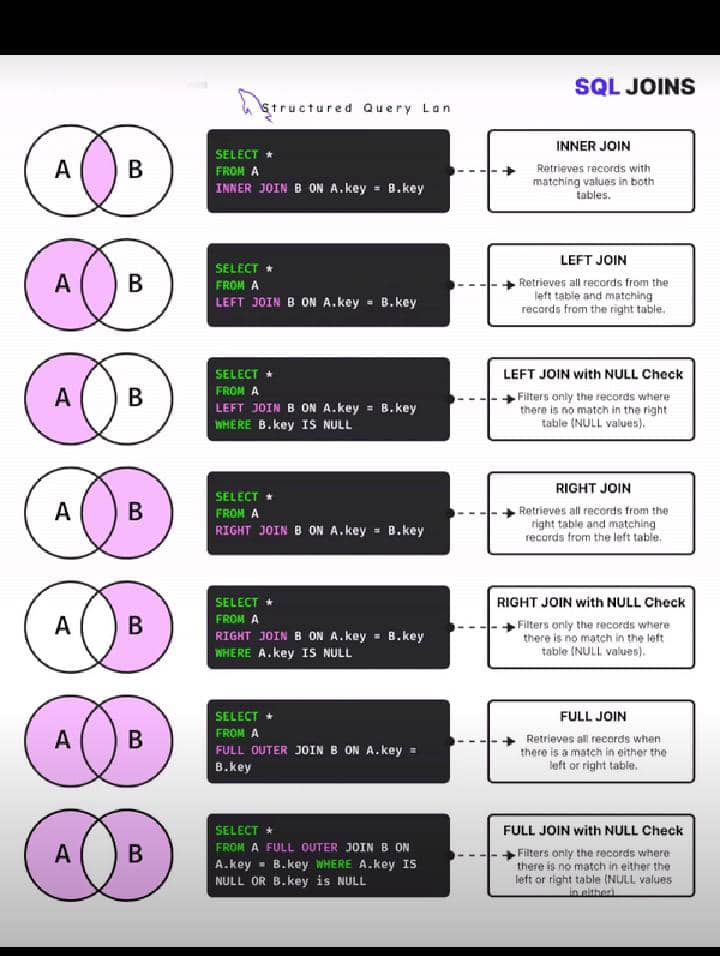 SQL JOINS
Structured Query Lan
A B
SELECT *
FROM A
INNER JOIN B ON A.key = B.key
INNER JOIN
Retrieves records with
matching values in both
tables.
A B
SELECT *
FROM A
LEFT JOIN B ON A.key = B.key
LEFT JOIN
Retrieves all records from the
left table and matching
records from the right table.
A B
SELECT *
FROM A
LEFT JOIN B ON A.key = B.key
WHERE B.key IS NULL
LEFT JOIN with NULL Check
Filters only the records where
there is no match in the right
table (NULL values).
A B
SELECT *
FROM A
RIGHT JOIN B ON A.key = B.key
RIGHT JOIN
Retrieves all records from the
right table and matching
records from the left table.
A B
SELECT *
FROM A
RIGHT JOIN B ON A.key = B.key
WHERE A.key IS NULL
RIGHT JOIN with NULL Check
Filters only the records where
there is no match in the left
table (NULL values).
A B
SELECT *
FROM A
FULL OUTER JOIN B ON A.key =
B.key
FULL JOIN
Retrieves all records when
there is a match in either the
left or right table.
A B
SELECT *
FROM A FULL OUTER JOIN B ON
A.key = B.key WHERE A.key IS
NULL OR B.key is NULL
FULL JOIN with NULL Check
Filters only the records where
there is no match in either the
left or right table (NULL values
in either)